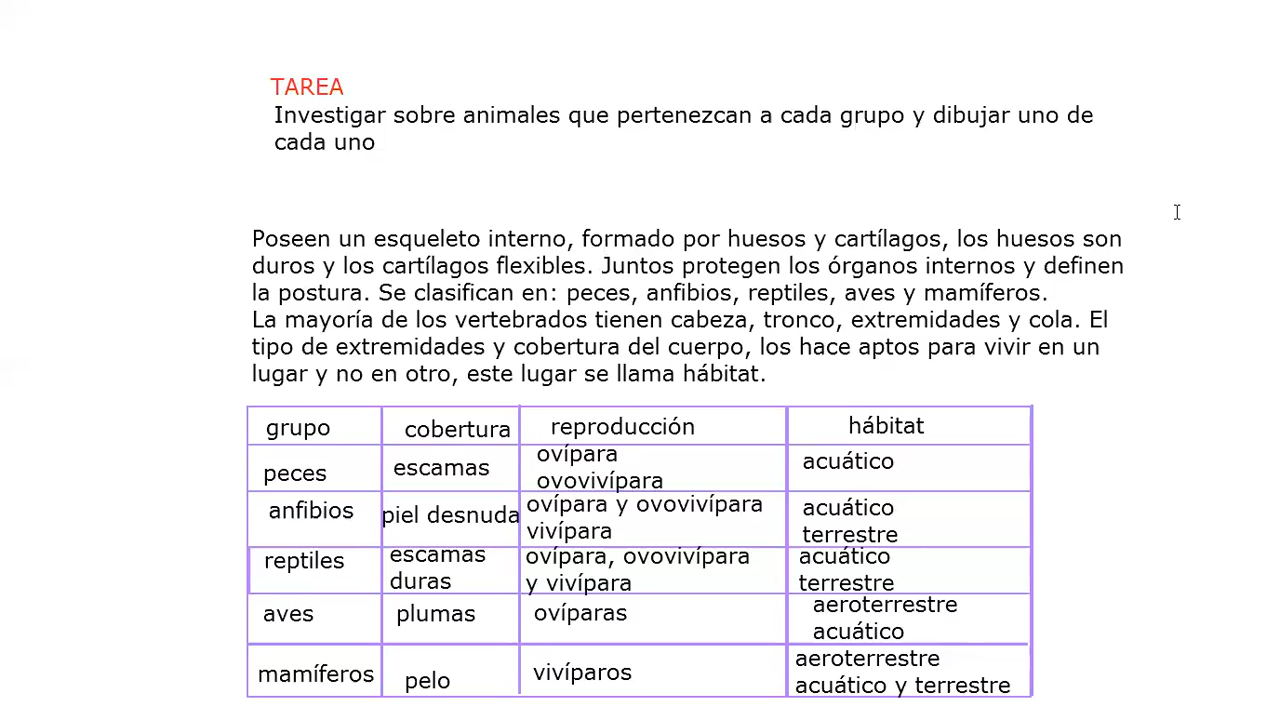 TAREA
Investigar sobre animales que pertenezcan a cada grupo y dibujar uno de
cada uno
Poseen un esqueleto interno, formado por huesos y cartílagos, los huesos son
duros y los cartílagos flexibles. Juntos protegen los órganos internos y definen
la postura. Se clasifican en: peces, anfibios, reptiles, aves y mamíferos.
La mayoría de los vertebrados tienen cabeza, tronco, extremidades y cola. El
tipo de extremidades y cobertura del cuerpo, los hace aptos para vivir en un
lugar y no en otro, este lugar se llama hábitat.
grupo cobertura reproducción hábitat
peces escamas ovípara acuático
ovovivípara
anfibios piel desnuda ovípara y ovovivípara acuático
vivípara terrestre
reptiles escamas ovípara, ovovivípara acuático
duras y vivípara terrestre
aves plumas ovíparas aeroterrestre
acuático
mamíferos pelo vivíparos aeroterrestre
acuático y terrestre